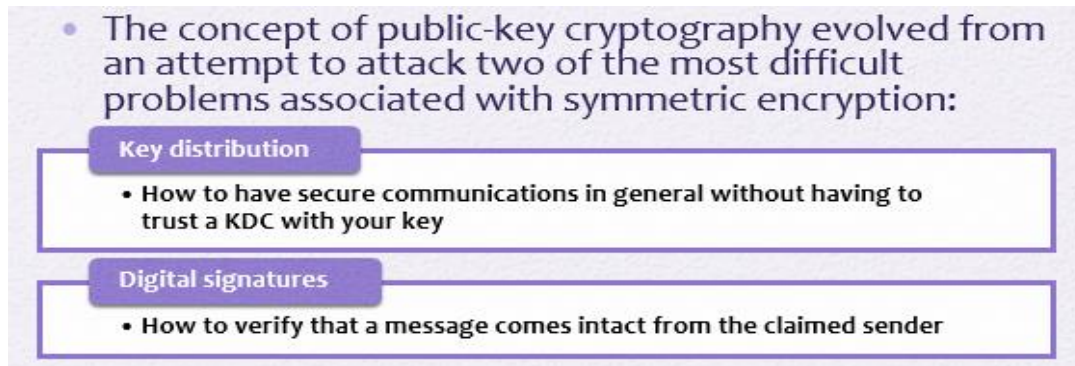 • The concept of public-key cryptography evolved from
an attempt to attack two of the most difficult
problems associated with symmetric encryption:
Key distribution
• How to have secure communications in general without having to
trust a KDC with your key
Digital signatures
• How to verify that a message comes intact from the claimed sender